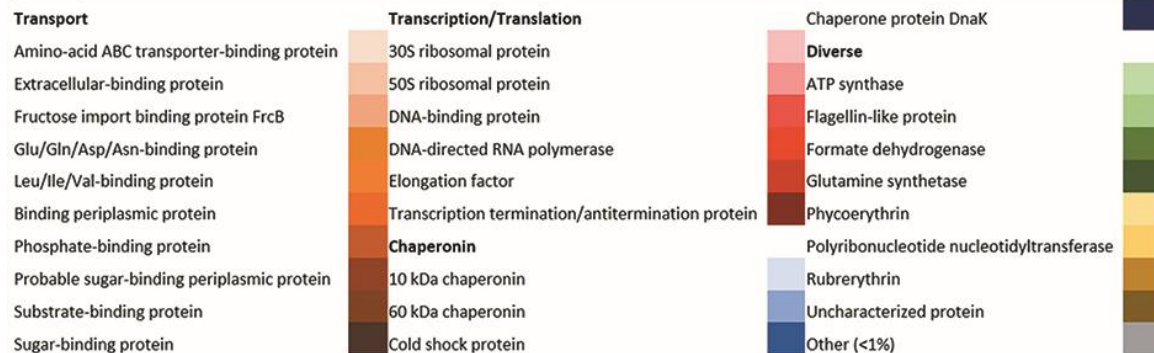 Transport
Amino-acid ABC transporter-binding protein
Extracellular-binding protein
Fructose import binding protein FrcB
Glu/Gln/Asp/Asn-binding protein
Leu/Ile/Val-binding protein
Binding periplasmic protein
Phosphate-binding protein
Probable sugar-binding periplasmic protein
Substrate-binding protein
Sugar-binding protein
Transcription/Translation
30S ribosomal protein
50S ribosomal protein
DNA-binding protein
DNA-directed RNA polymerase
Elongation factor
Transcription termination/antitermination protein
Chaperonin
10 kDa chaperonin
60 kDa chaperonin
Cold shock protein
Chaperone protein DnaK
Diverse
ATP synthase
Flagellin-like protein
Formate dehydrogenase
Glutamine synthetase
Phycoerythrin
Polyribonucleotide nucleotidyltransferase
Rubrerythrin
Uncharacterized protein
Other (<1%)